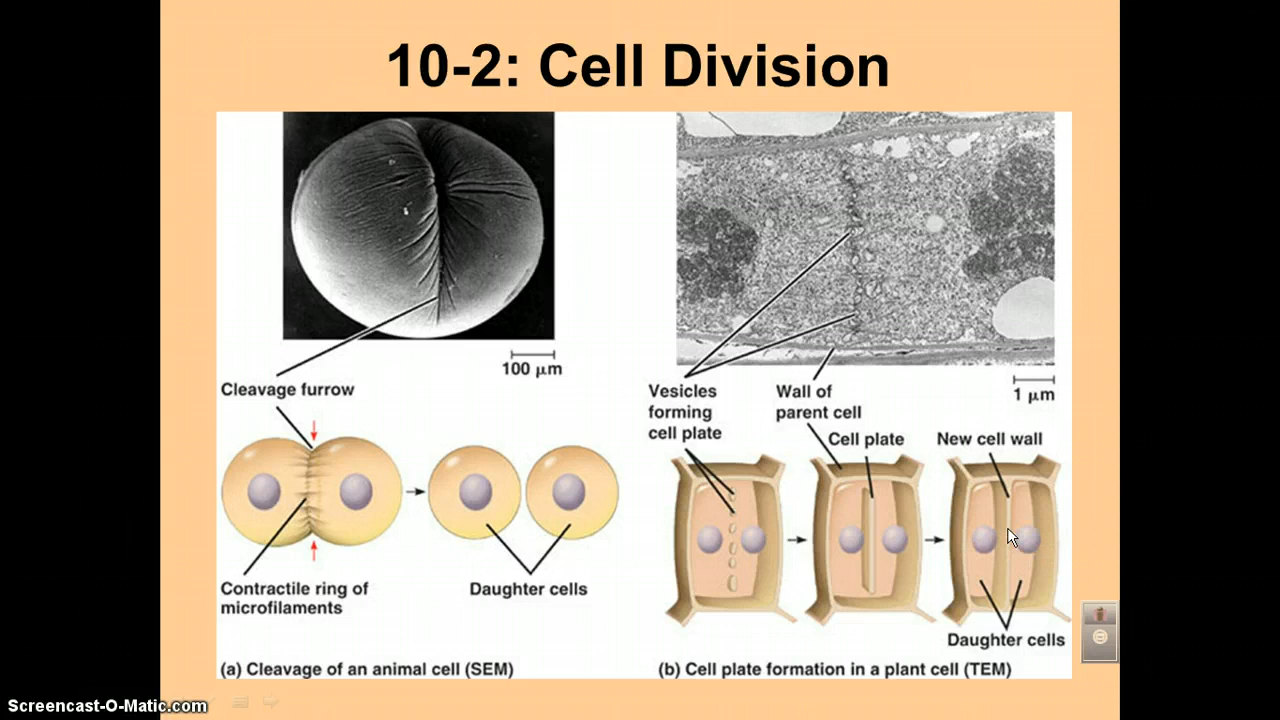 10-2: Cell Division
100 µm
Cleavage furrow
Contractile ring of
microfilaments
Daughter cells
(a) Cleavage of an animal cell (SEM)
1 µm
Vesicles
forming
cell plate
Wall of
parent cell
Cell plate
New cell wall
Daughter cells
(b) Cell plate formation in a plant cell (TEM)
Screencast-O-Matic.com